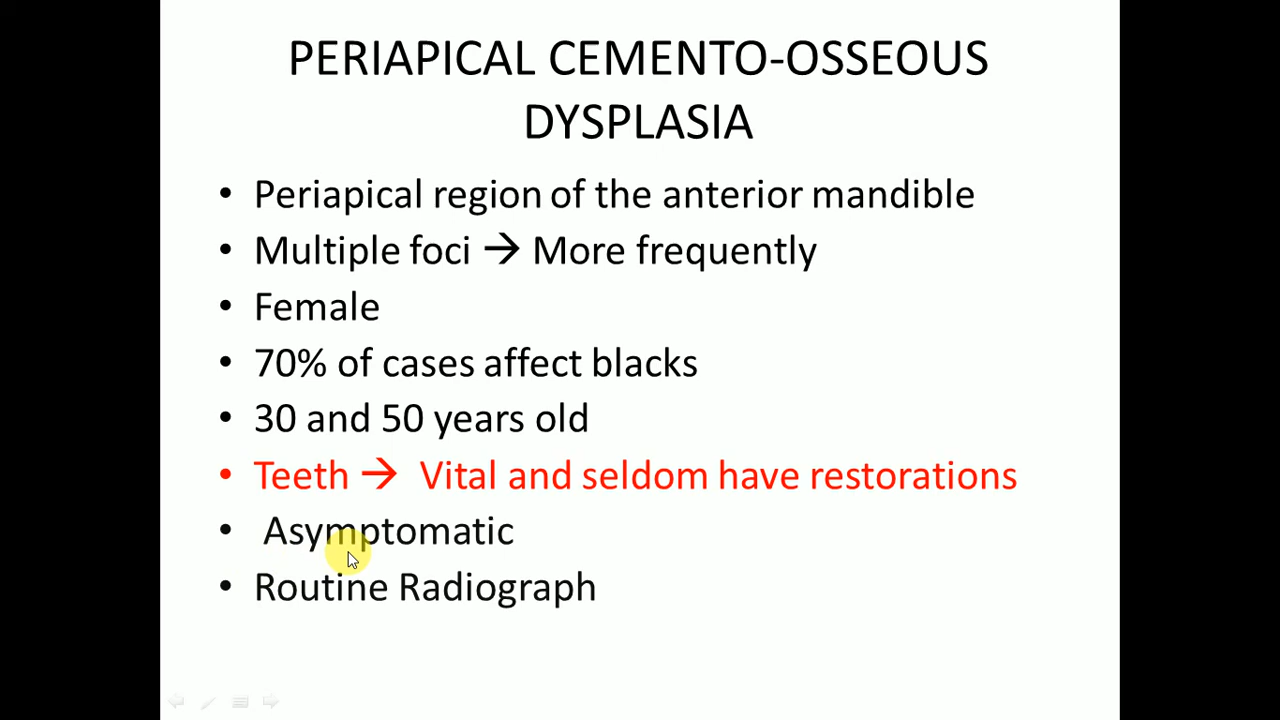 PERIAPICAL CEMENTO-OSSEOUS
DYSPLASIA
• Periapical region of the anterior mandible
• Multiple foci → More frequently
• Female
• 70% of cases affect blacks
• 30 and 50 years old
• Teeth → Vital and seldom have restorations
• Asymptomatic
• Routine Radiograph